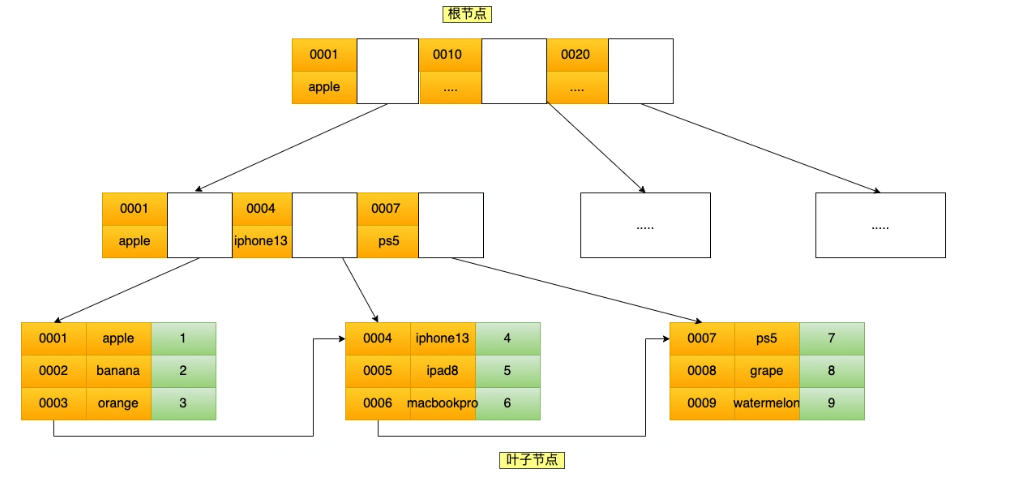 根节点
0001 0010 0020
apple .... ....
0001 0004 0007
apple iphone13 ps5
.....
.....
0001 apple 1
0002 banana 2
0003 orange 3
0004 iphone13 4
0005 ipad8 5
0006 macbookpro 6
0007 ps5 7
0008 grape 8
0009 watermelon 9
叶子节点